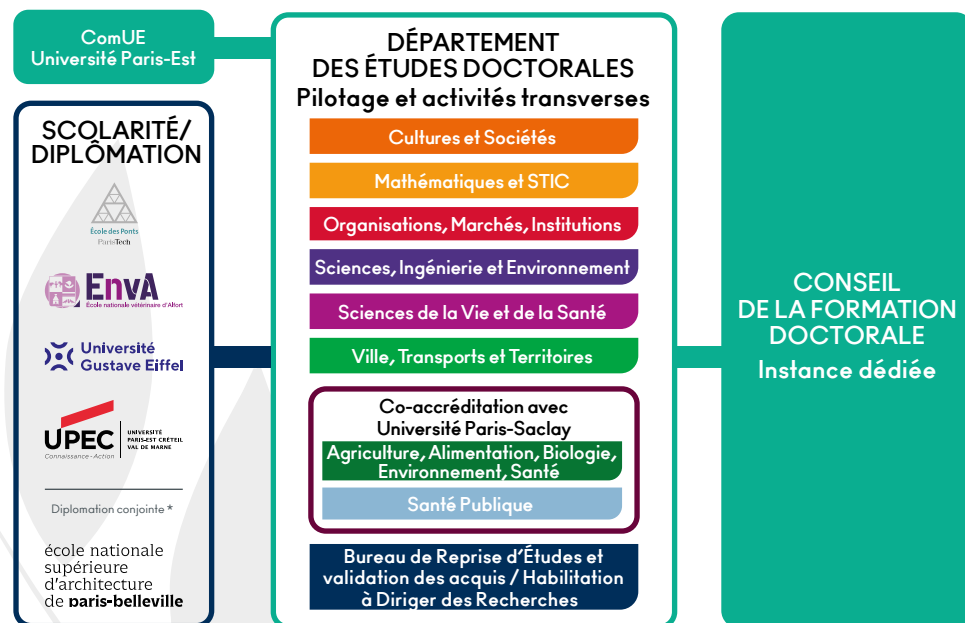 ComUE
Université Paris-Est
SCOLARITÉ/
DIPLÔMATION
École des Ponts
ParisTech
EnvA
École nationale vétérinaire d'Alfort
Université
Gustave Eiffel
UPEC
Connaissance - Action
UNIVERSITÉ
PARIS-EST CRÉTEIL
VAL DE MARNE
Diplomation conjointe *
école nationale
supérieure
d'architecture
de paris-belleville
DÉPARTEMENT
DES ÉTUDES DOCTORALES
Pilotage et activités transverses
Cultures et Sociétés
Mathématiques et STIC
Organisations, Marchés, Institutions
Sciences, Ingénierie et Environnement
Sciences de la Vie et de la Santé
Ville, Transports et Territoires
Co-accréditation avec
Université Paris-Saclay
Agriculture, Alimentation, Biologie,
Environnement, Santé
Santé Publique
Bureau de Reprise d'Études et
validation des acquis / Habilitation
à Diriger des Recherches
CONSEIL
DE LA FORMATION
DOCTORALE
Instance dédiée